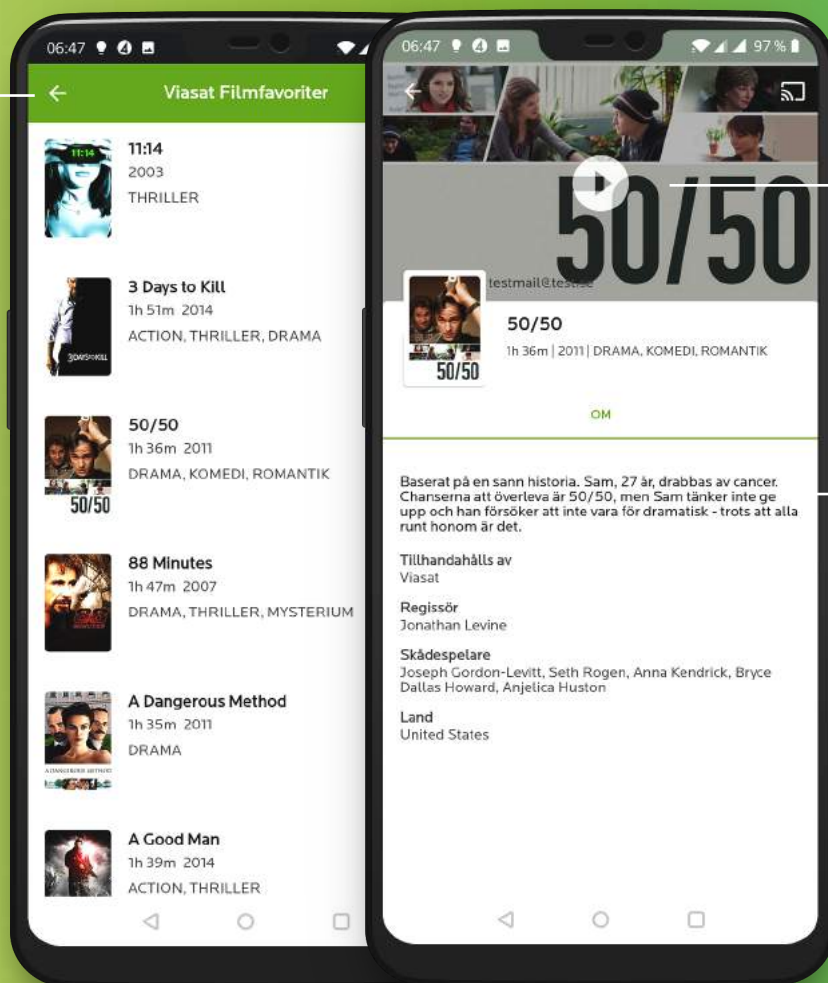 06:47
Viasat Filmfavoriter
11:14
11:14
2003
THRILLER
3DAYSTOKILL
3 Days to Kill
1h 51m 2014
ACTION, THRILLER, DRAMA
50/50
50/50
1h 36m 2011
DRAMA, KOMEDI, ROMANTIK
88 Minutes
1h 47m 2007
DRAMA, THRILLER, MYSTERIUM
A DANGEROUS METHOD
A Dangerous Method
1h 35m 2011
DRAMA
A Good Man
1h 39m 2014
ACTION, THRILLER
06:47
97 %
50/50
testmail@test.se
50/50
50/50
1h 36m | 2011 | DRAMA, KOMEDI, ROMANTIK
OM
Baserat på en sann historia. Sam, 27 år, drabbas av cancer.
Chanserna att överleva är 50/50, men Sam tänker inte ge
upp och han försöker att inte vara för dramatisk - trots att alla
runt honom är det.
Tillhandahålls av
Viasat
Regissör
Jonathan Levine
Skådespelare
Joseph Gordon-Levitt, Seth Rogen, Anna Kendrick, Bryce
Dallas Howard, Anjelica Huston
Land
United States